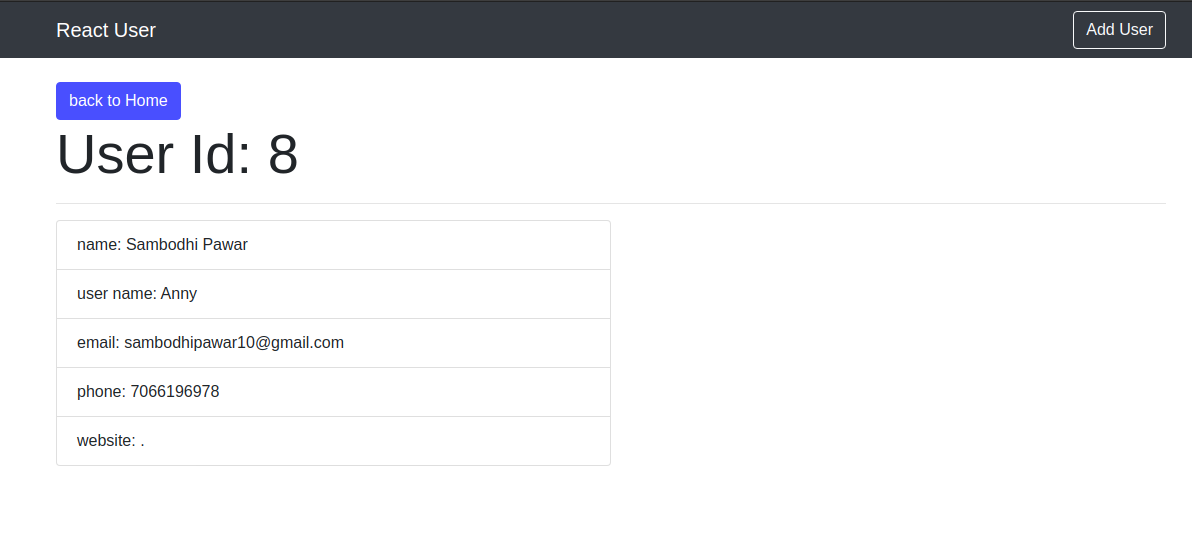 React User
Add User
back to Home
User Id: 8
name: Sambodhi Pawar
user name: Anny
email: sambodhipawar10@gmail.com
phone: 7066196978
website: .